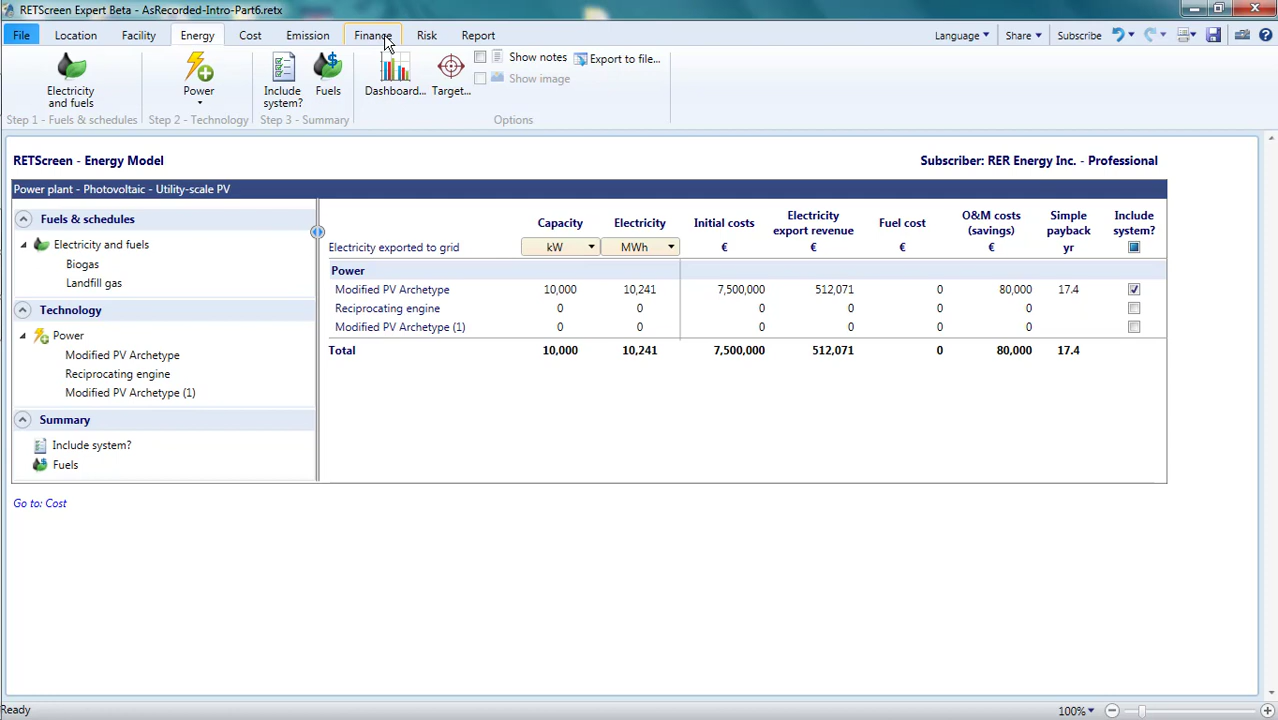 RETScreen Expert Beta - AsRecorded-Intro-Part6.retx
File Location Facility Energy Cost Emission Finance Risk Report Language Share Subscribe
Electricity and fuels
Step 1 - Fuels & schedules
Power
Step 2 - Technology
Include system?
Fuels
Step 3 - Summary
Dashboard...
Target...
Show notes
Show image
Export to file...
Options
RETScreen - Energy Model
Subscriber: RER Energy Inc. - Professional
Power plant - Photovoltaic - Utility-scale PV
Fuels & schedules
Electricity and fuels
Biogas
Landfill gas
Technology
Power
Modified PV Archetype
Reciprocating engine
Modified PV Archetype (1)
Summary
Include system?
Fuels
Capacity Electricity Initial costs Electricity export revenue Fuel cost O&M costs (savings) Simple payback Include system?
Electricity exported to grid kW MWh € € € € yr
Power
Modified PV Archetype 10,000 10,241 7,500,000 512,071 0 80,000 17.4
Reciprocating engine 0 0 0 0 0 0
Modified PV Archetype (1) 0 0 0 0 0 0
Total 10,000 10,241 7,500,000 512,071 0 80,000 17.4
Go to: Cost
Ready
100%